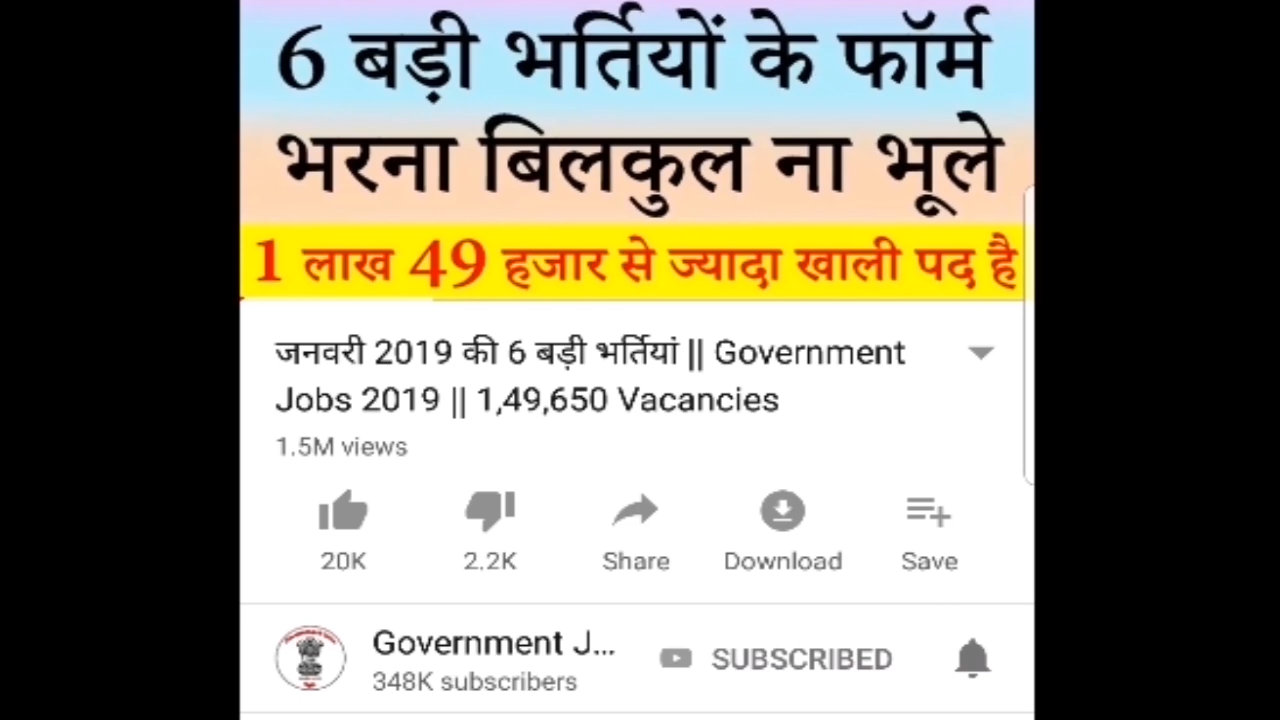 6 बड़ी भर्तियों के फॉर्म
भरना बिलकुल ना भूले
1 लाख 49 हजार से ज्यादा खाली पद है
जनवरी 2019 की 6 बड़ी भर्तियां || Government
Jobs 2019 || 1,49,650 Vacancies
1.5M views
20K 2.2K Share Download Save
Government J... SUBSCRIBED
348K subscribers